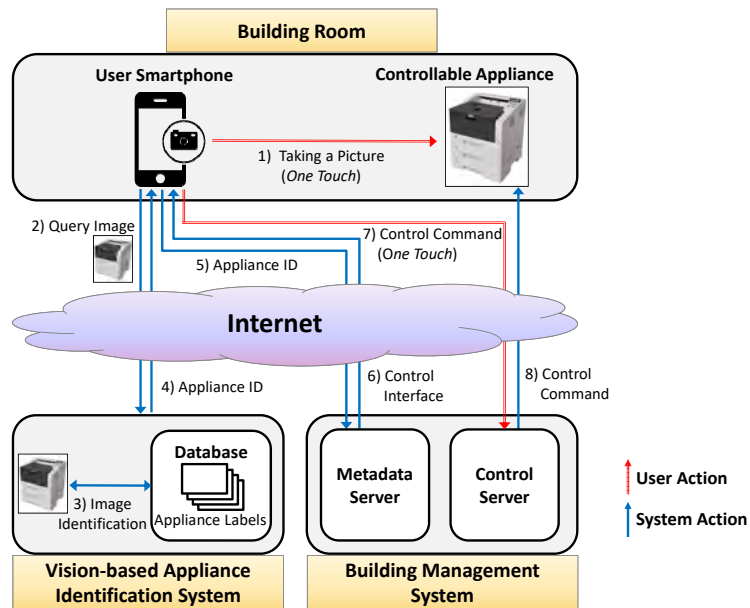 Building Room
User Smartphone
Controllable Appliance
1) Taking a Picture
(One Touch)
2) Query Image
7) Control Command
(One Touch)
5) Appliance ID
Internet
4) Appliance ID
6) Control
Interface
8) Control
Command
Database
Appliance Labels
3) Image
Identification
Metadata
Server
Control
Server
User Action
System Action
Vision-based Appliance
Identification System
Building Management
System